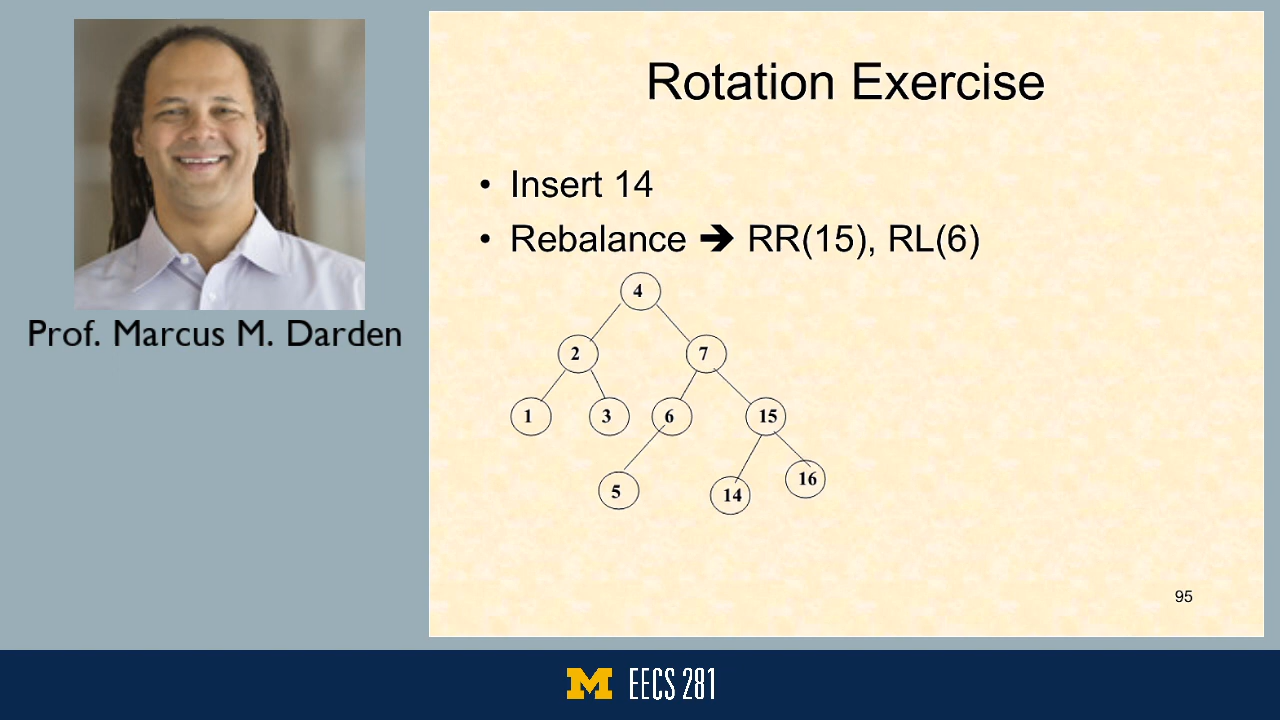 Rotation Exercise
• Insert 14
• Rebalance ➔ RR(15), RL(6)
4
2 7
1 3 6 15
5 14 16
95
Prof. Marcus M. Darden
M EECS 281